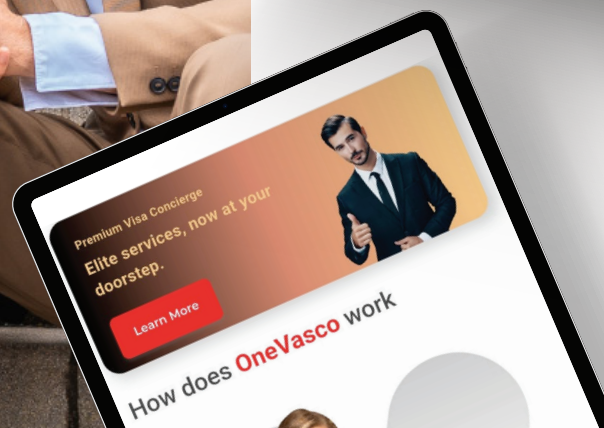 Premium Visa Concierge
Elite services, now at your
doorstep.
Learn More
How does OneVasco work